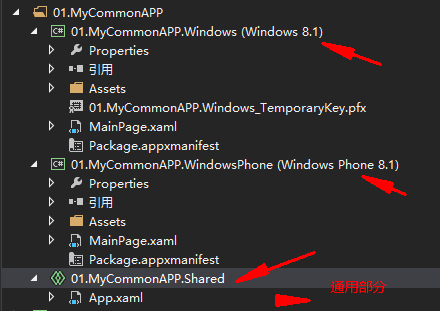 01.MyCommonAPP
01.MyCommonAPP.Windows (Windows 8.1)
Properties
引用
Assets
01.MyCommonAPP.Windows_TemporaryKey.pfx
MainPage.xaml
Package.appxmanifest
01.MyCommonAPP.WindowsPhone (Windows Phone 8.1)
Properties
引用
Assets
MainPage.xaml
Package.appxmanifest
01.MyCommonAPP.Shared
通用部分
App.xaml